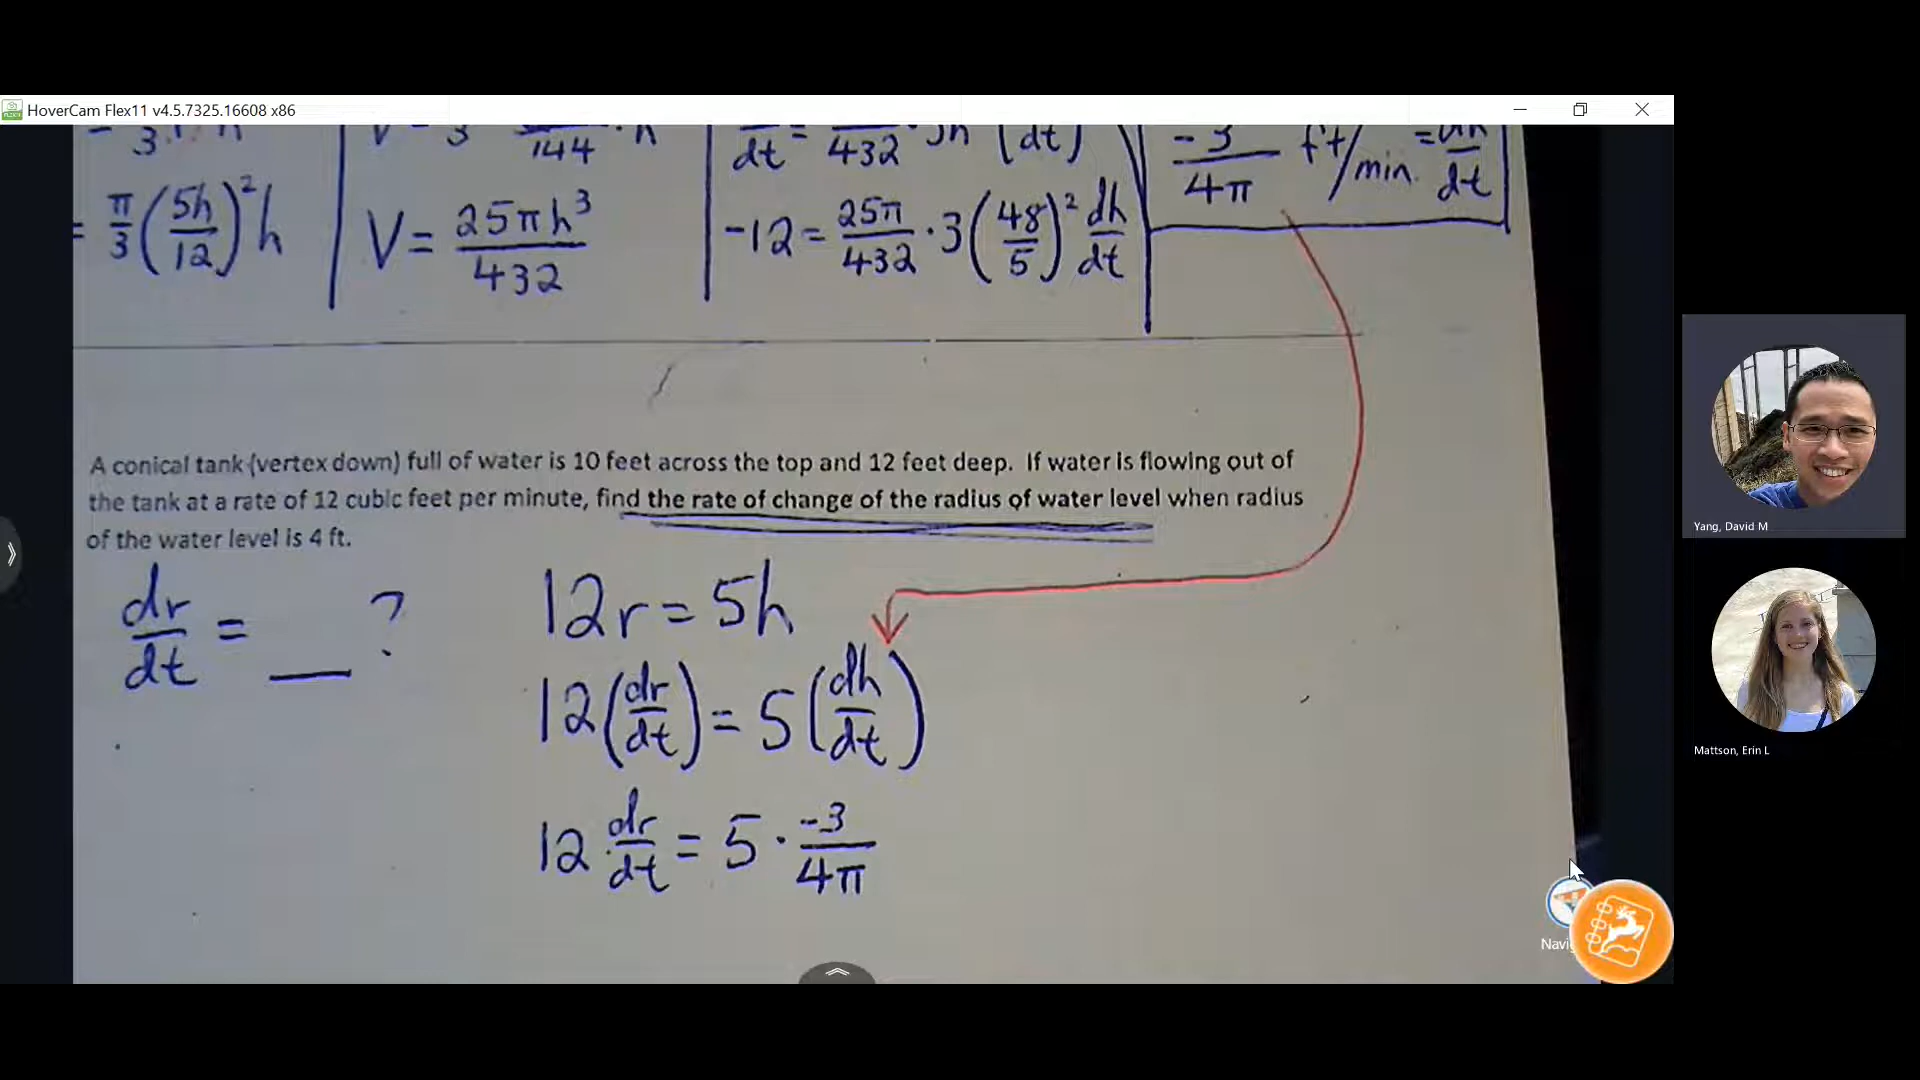 HoverCam Flex11 v4.5.7325.16608 x86
144
dt = 432 (dt)
-3/4π ft/min. = dh/dt
= π/3 (5h/12)² h
V = 25πh³/432
-12 = 25π/432 · 3(48/5)² dh/dt
A conical tank (vertex down) full of water is 10 feet across the top and 12 feet deep. If water is flowing out of
the tank at a rate of 12 cubic feet per minute, find the rate of change of the radius of water level when radius
of the water level is 4 ft.
dr/dt = __ ?
12r = 5h
12(dr/dt) = 5(dh/dt)
12 · dr/dt = 5 · -3/4π
Yang, David M
Mattson, Erin L